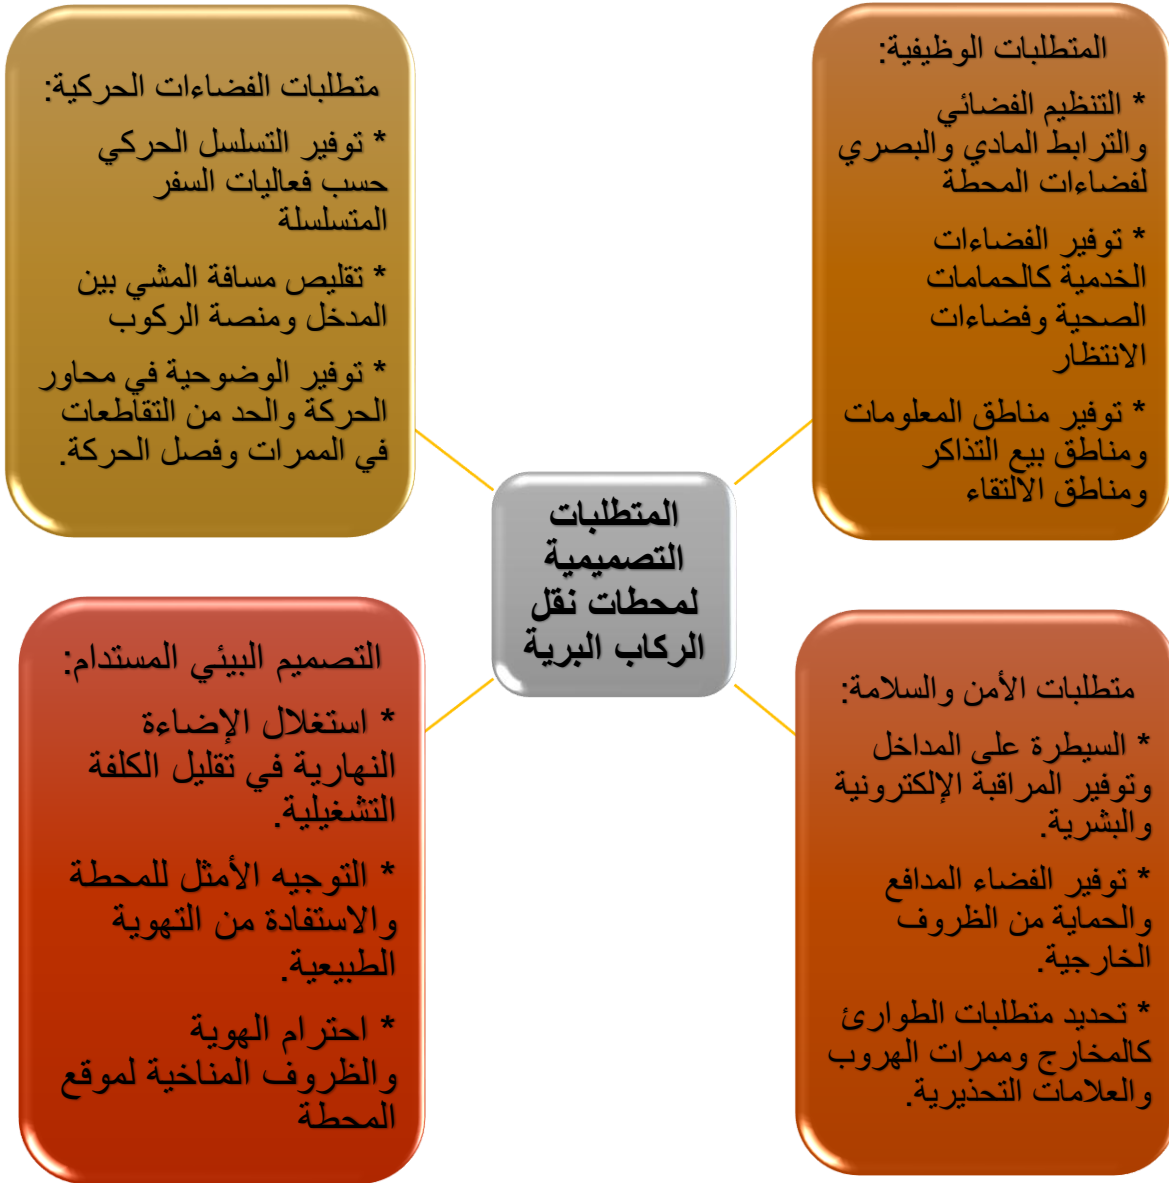 المتطلبات الوظيفية:
* التنظيم الفضائي
والترابط المادي والبصري
لفضاءات المحطة
* توفير الفضاءات
الخدمية كالحمامات
الصحية وفضاءات
الانتظار
* توفير مناطق المعلومات
ومناطق بيع التذاكر
ومناطق الالتقاء
متطلبات الفضاءات الحركية:
* توفير التسلسل الحركي
حسب فعاليات السفر
المتسلسلة
* تقليص مسافة المشي بين
المدخل ومنصة الركوب
* توفير الوضوحية في محاور
الحركة والحد من التقاطعات
في الممرات وفصل الحركة.
المتطلبات
التصميمية
لمحطات نقل
الركاب البرية
متطلبات الأمن والسلامة:
* السيطرة على المداخل
وتوفير المراقبة الإلكترونية
والبشرية.
* توفير الفضاء المدافع
والحماية من الظروف
الخارجية.
* تحديد متطلبات الطوارئ
كالمخارج وممرات الهروب
والعلامات التحذيرية.
التصميم البيئي المستدام:
* استغلال الإضاءة
النهارية في تقليل الكلفة
التشغيلية.
* التوجيه الأمثل للمحطة
والاستفادة من التهوية
الطبيعية.
* احترام الهوية
والظروف المناخية لموقع
المحطة